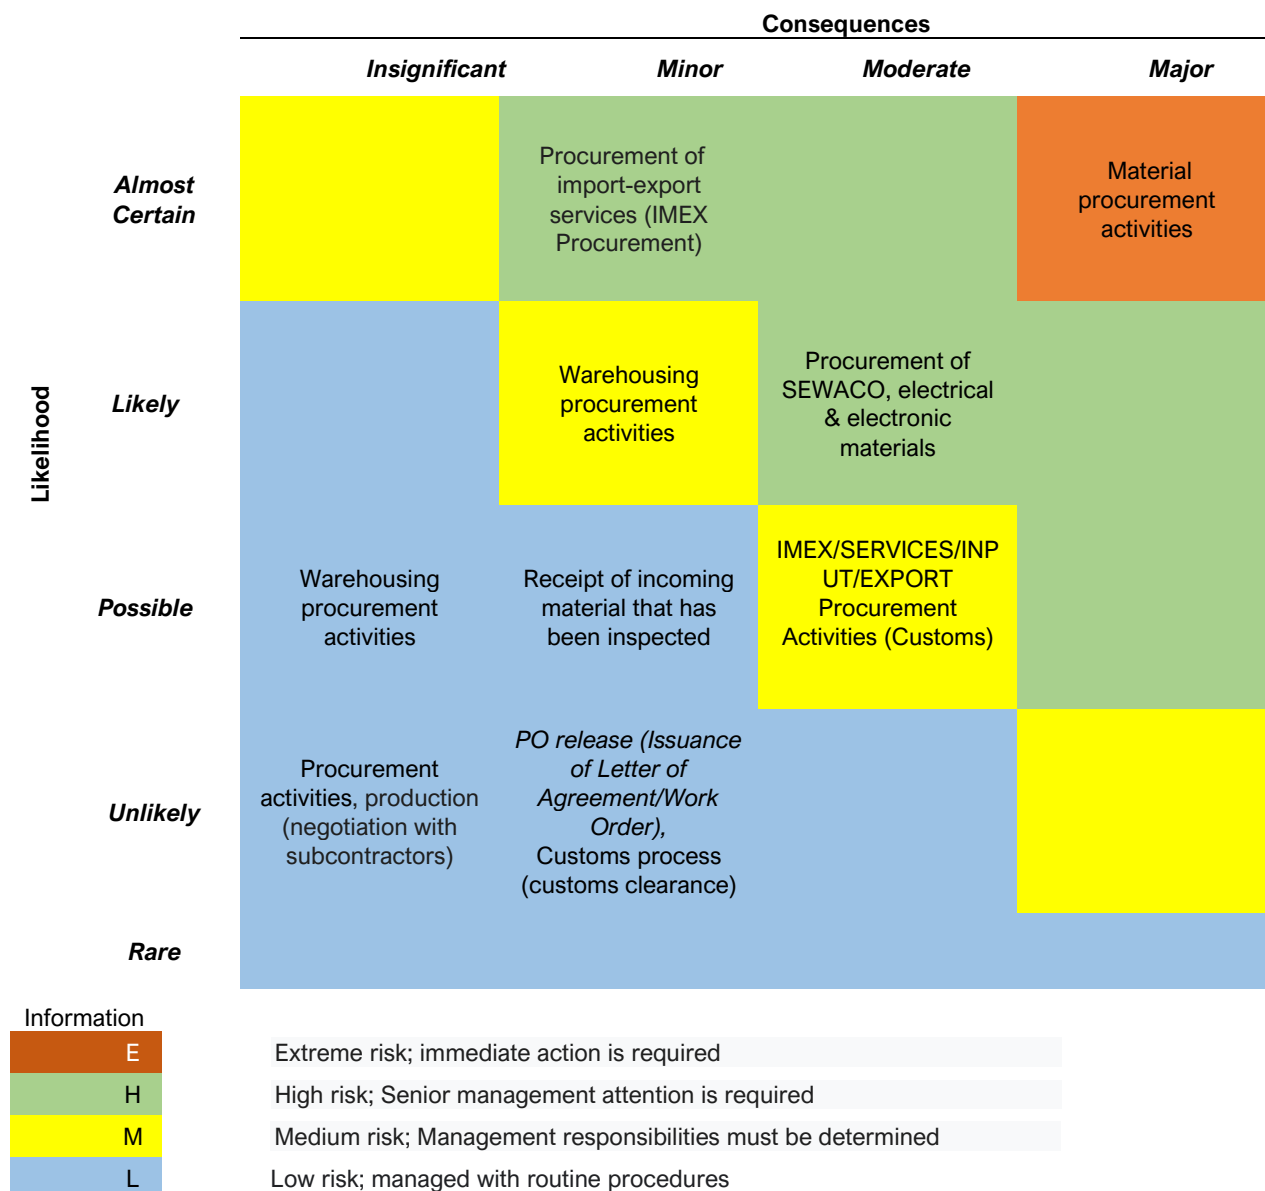 Consequences
Insignificant
Minor
Moderate
Major
Likelihood
Almost
Certain
Procurement of
import-export
services (IMEX
Procurement)
Material
procurement
activities
Likely
Warehousing
procurement
activities
Procurement of
SEWACO, electrical
& electronic
materials
Possible
Warehousing
procurement
activities
Receipt of incoming
material that has
been inspected
IMEX/SERVICES/INP
UT/EXPORT
Procurement
Activities (Customs)
Unlikely
Procurement
activities, production
(negotiation with
subcontractors)
PO release (Issuance
of Letter of
Agreement/Work
Order),
Customs process
(customs clearance)
Rare
Information
E
Extreme risk; immediate action is required
H
High risk; Senior management attention is required
M
Medium risk; Management responsibilities must be determined
L
Low risk; managed with routine procedures